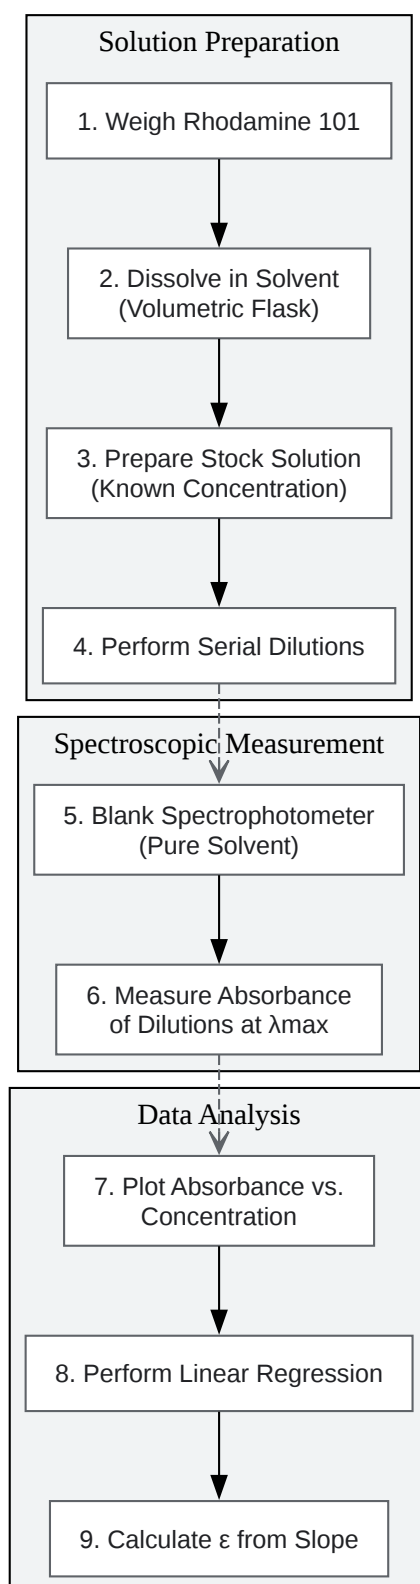 Solution Preparation
1. Weigh Rhodamine 101
2. Dissolve in Solvent
(Volumetric Flask)
3. Prepare Stock Solution
(Known Concentration)
4. Perform Serial Dilutions
Spectroscopic Measurement
5. Blank Spectrophotometer
(Pure Solvent)
6. Measure Absorbance
of Dilutions at λmax
Data Analysis
7. Plot Absorbance vs.
Concentration
8. Perform Linear Regression
9. Calculate ε from Slope